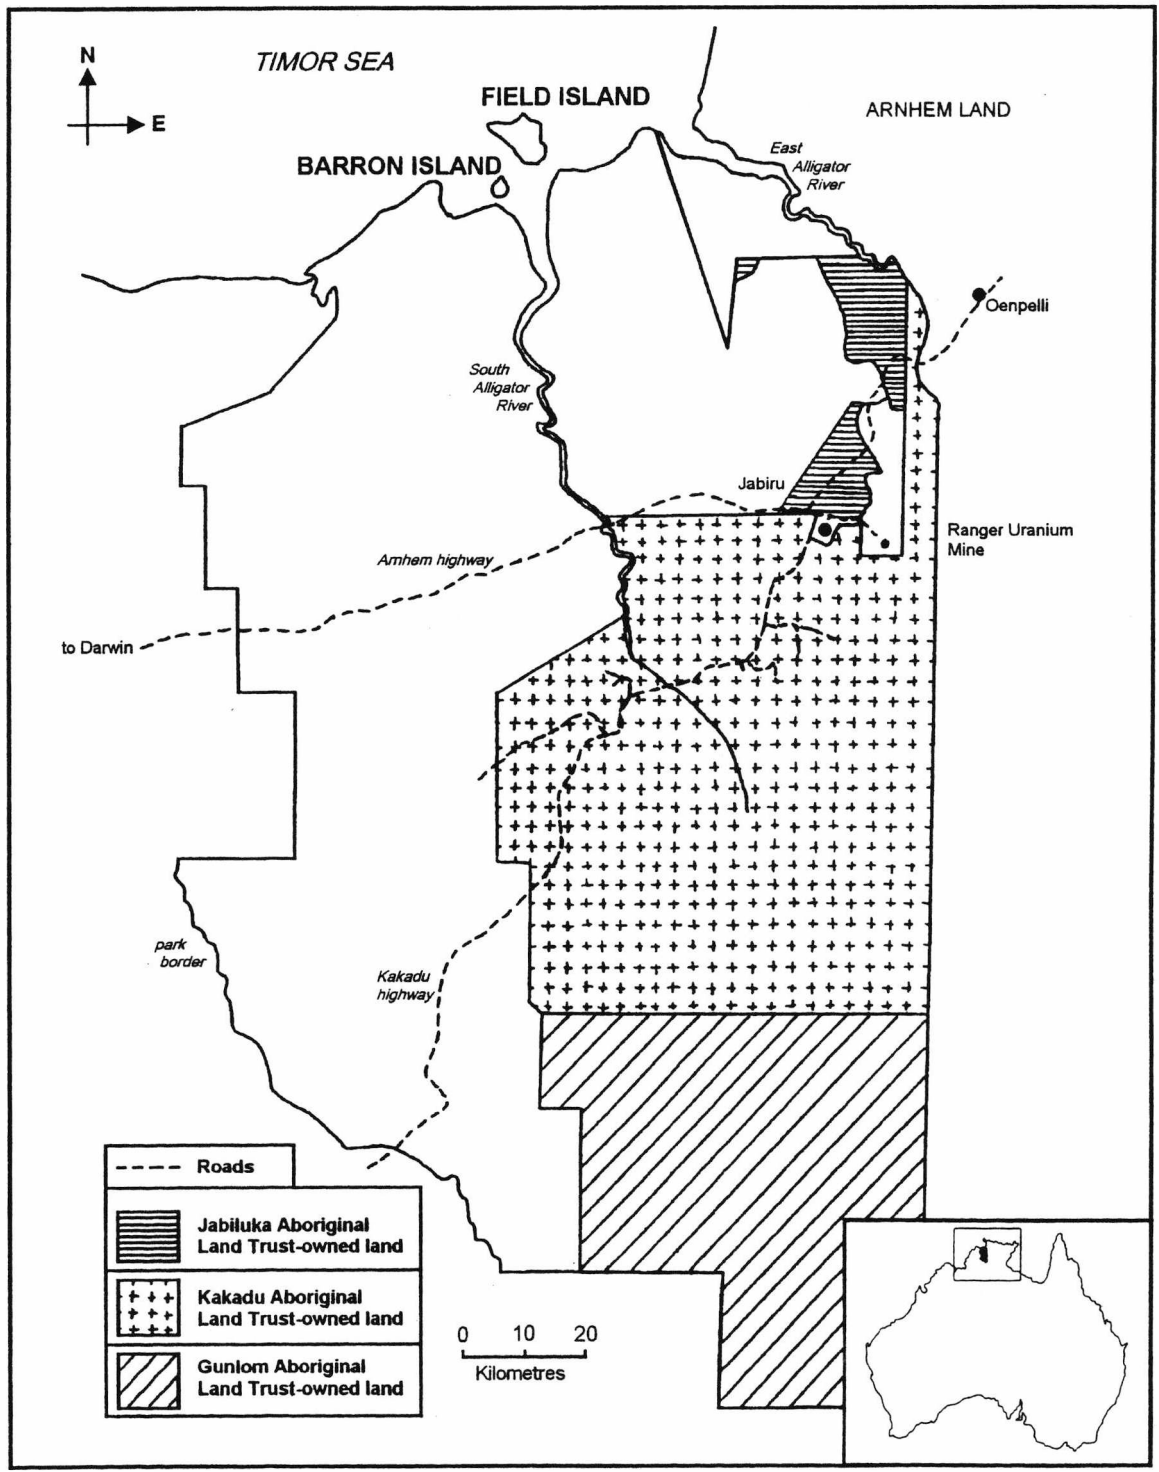 N
TIMOR SEA
E
FIELD ISLAND
ARNHEM LAND
BARRON ISLAND
East
Alligator
River
Oenpelli
South
Alligator
River
Jabiru
Ranger Uranium
Mine
Arnhem highway
to Darwin
park
border
Kakadu
highway
Roads
Jabiluka Aboriginal
Land Trust-owned land
Kakadu Aboriginal
Land Trust-owned land
Gunlom Aboriginal
Land Trust-owned land
0 10 20
Kilometres